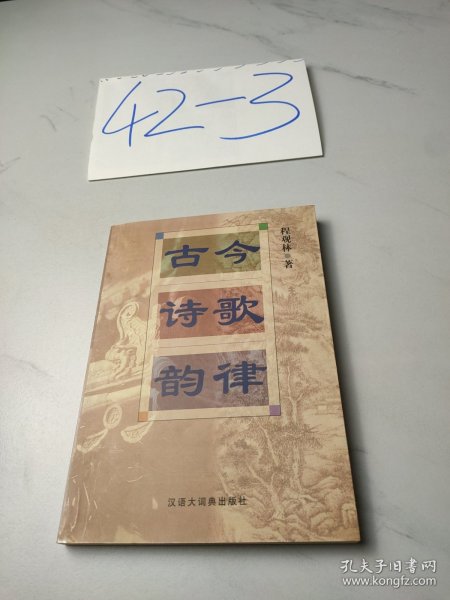 42-3
程观林 著
古今
诗歌
韵律
汉语大词典出版社
孔夫子旧书网
www.kongfz.com